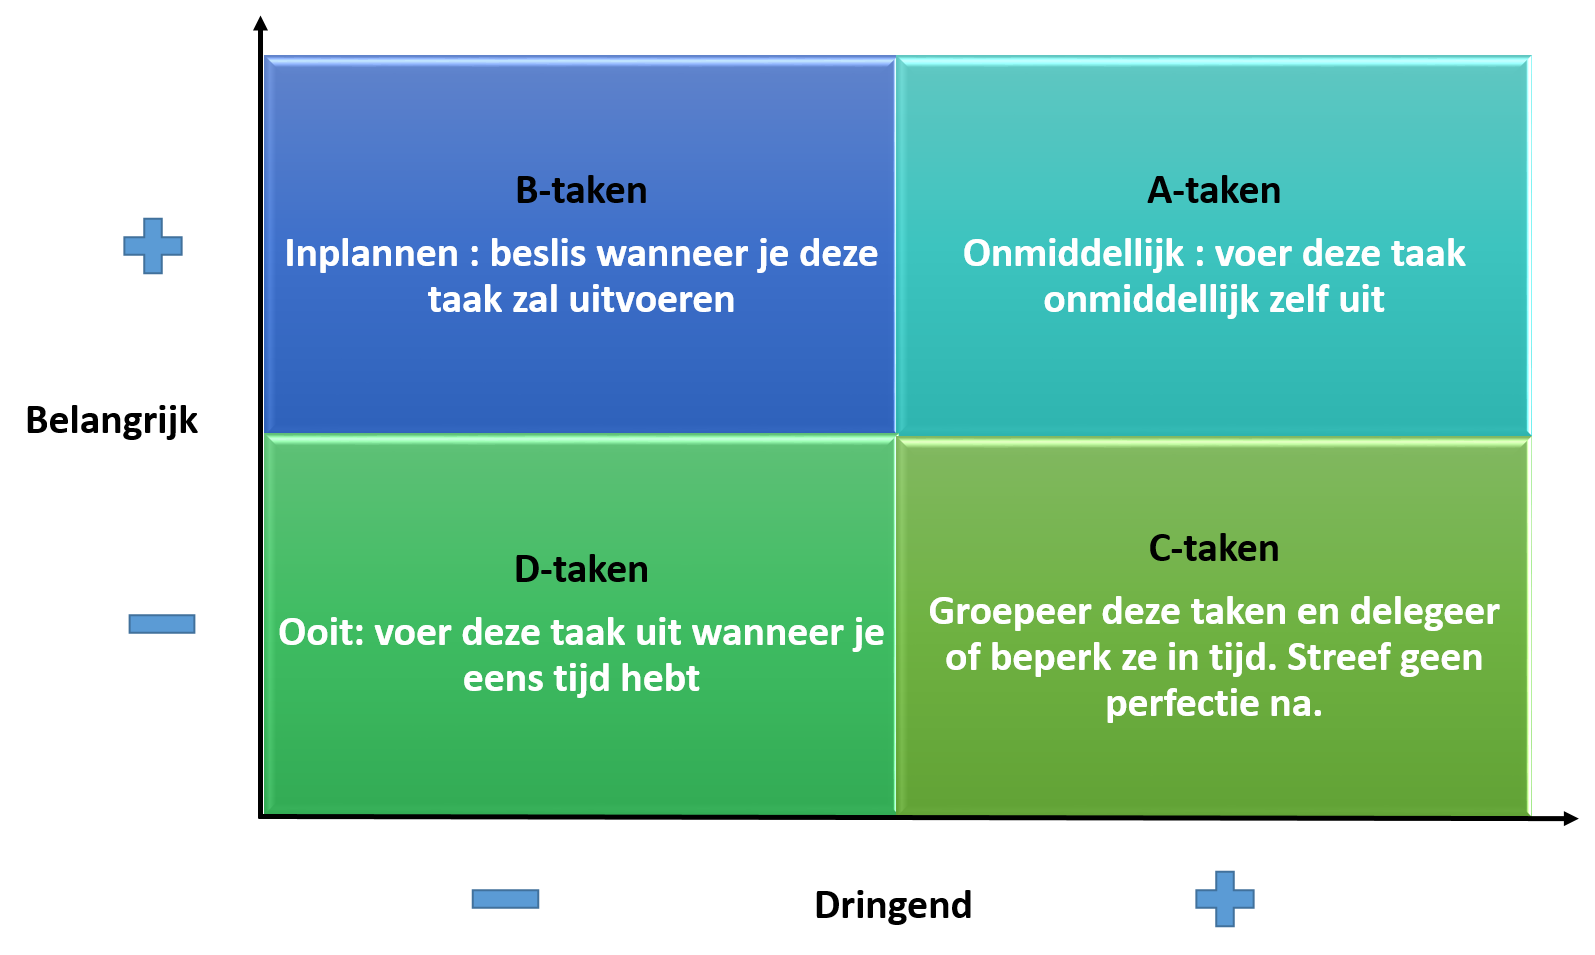 B-taken
Inplannen : beslis wanneer je deze
taak zal uitvoeren
A-taken
Onmiddellijk : voer deze taak
onmiddellijk zelf uit
Belangrijk
D-taken
Ooit: voer deze taak uit wanneer je
eens tijd hebt
C-taken
Groepeer deze taken en delegeer
of beperk ze in tijd. Streef geen
perfectie na.
Dringend